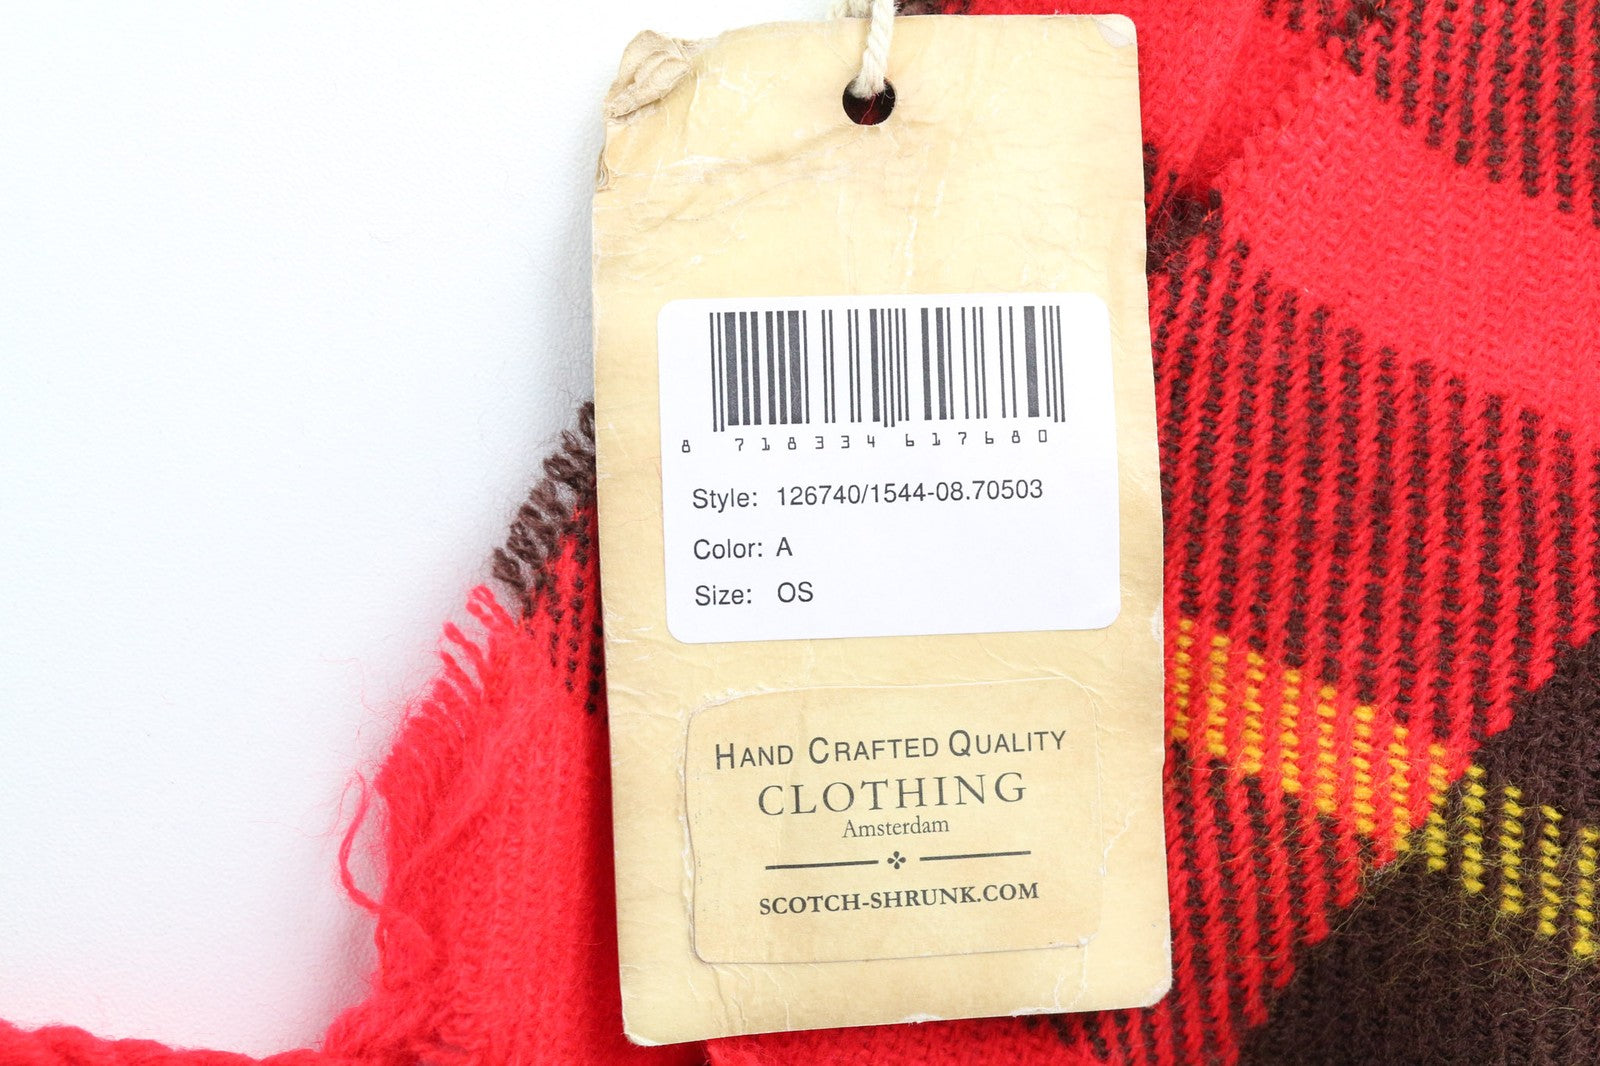 8 718334 617680
Style: 126740/1544-08.70503
Color: A
Size: OS
HAND CRAFTED QUALITY
CLOTHING
Amsterdam
SCOTCH-SHRUNK.COM